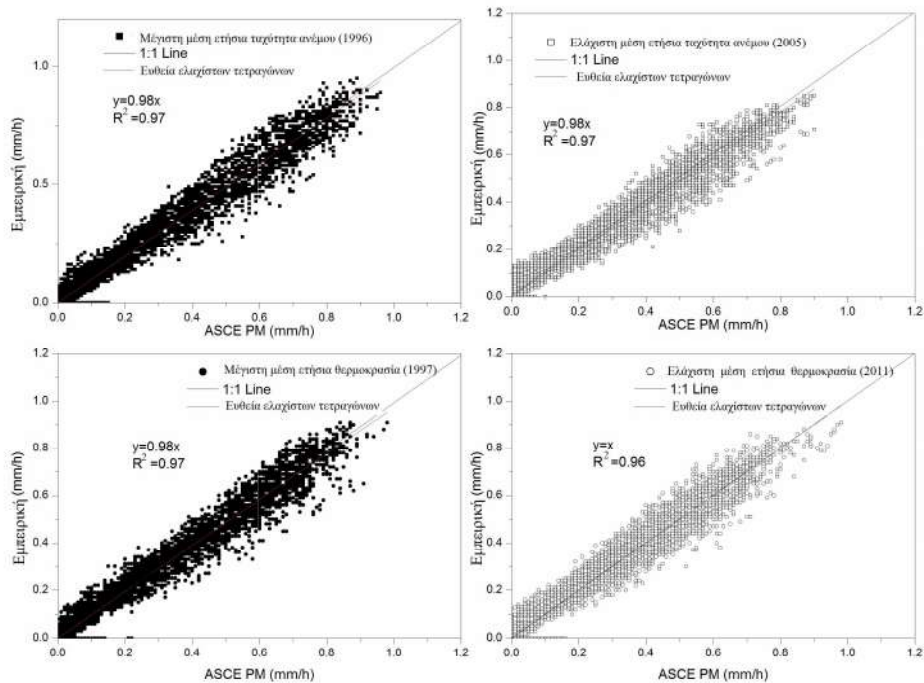 1.0
0.5
0.0
0.0 0.2 0.4 0.6 0.8 1.0 1.2
Εμπειρική (mm/h)
ASCE PM (mm/h)
Μέγιστη μέση ετήσια ταχύτητα ανέμου (1996)
1:1 Line
Ευθεία ελαχίστων τετραγώνων
y=0.98x
R2 =0.97
1.2
1.0
0.8
0.6
0.4
0.2
0.0
0.0 0.2 0.4 0.6 0.8 1.0 1.2
Εμπειρική (mm/h)
ASCE PM (mm/h)
Ελάχιστη μέση ετήσια ταχύτητα ανέμου (2005)
1:1 Line
Ευθεία ελαχίστων τετραγώνων
y=0.98x
R2 =0.97
1.2
1.0
0.8
0.6
0.4
0.2
0.0
0.0 0.2 0.4 0.6 0.8 1.0 1.2
Εμπειρική (mm/h)
ASCE PM (mm/h)
Μέγιστη μέση ετήσια θερμοκρασία (1997)
1:1 Line
Ευθεία ελαχίστων τετραγώνων
y=0.98x
R2 =0.97
1.2
1.0
0.8
0.6
0.4
0.2
0.0
0.0 0.2 0.4 0.6 0.8 1.0 1.2
Εμπειρική (mm/h)
ASCE PM (mm/h)
Ελάχιστη μέση ετήσια θερμοκρασία (2011)
1:1 Line
Ευθεία ελαχίστων τετραγώνων
y=x
R2 =0.96